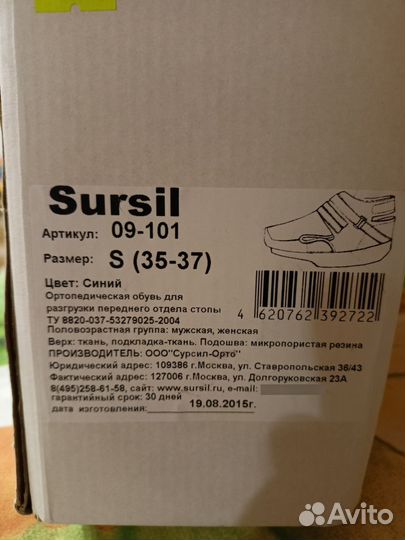 Sursil
Артикул: 09-101
Размер: S (35-37)
Цвет: Синий
Ортопедическая обувь для
разгрузки переднего отдела стопы
ТУ 8820-037-53279025-2004
4 620762 392722
Половозрастная группа: мужская, женская
Верх: ткань, подкладка-ткань. Подошва: микропористая резина
ПРОИЗВОДИТЕЛЬ: ООО"Сурсил-Орто"
Юридический адрес: 109386 г.Москва, ул. Ставропольская 36/43
Фактический адрес: 127006 г.Москва, ул. Долгоруковская 23А
8(495)258-61-58, сайт: www.sursil.ru, e-mail:
гарантийный срок: 30 дней
дата изготовления: 19.08.2015г.
Avito